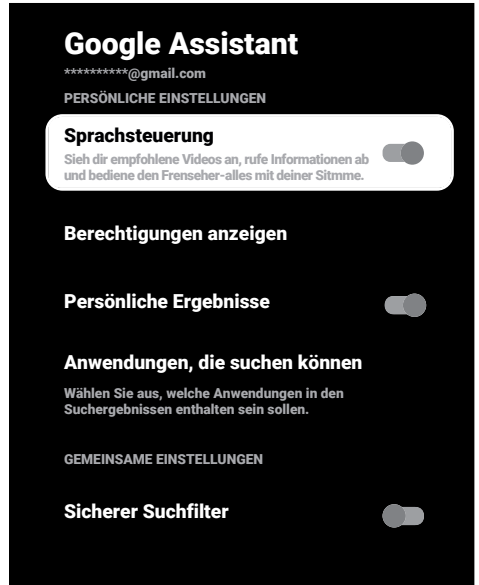 Google Assistant
**********@gmail.com
PERSÖNLICHE EINSTELLUNGEN
Sprachsteuerung
Sieh dir empfohlene Videos an, rufe Informationen ab
und bediene den Frenseher-alles mit deiner Sitmme.
Berechtigungen anzeigen
Persönliche Ergebnisse
Anwendungen, die suchen können
Wählen Sie aus, welche Anwendungen in den
Suchergebnissen enthalten sein sollen.
GEMEINSAME EINSTELLUNGEN
Sicherer Suchfilter